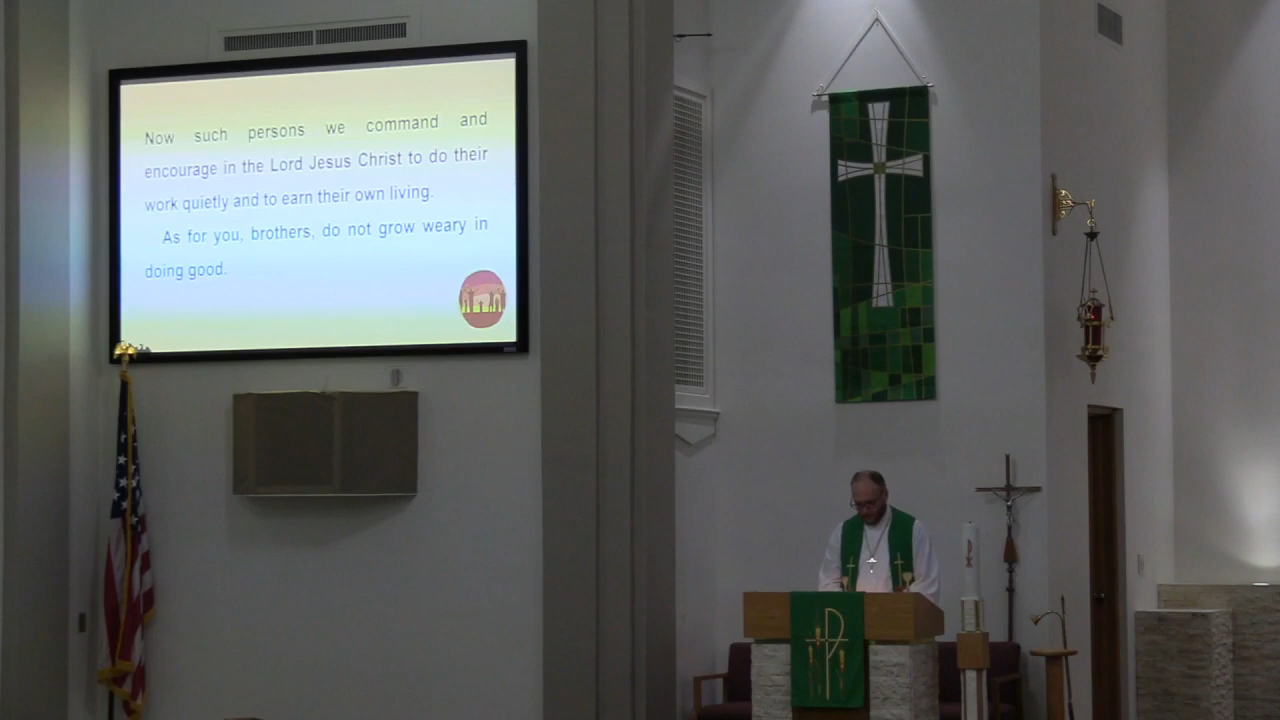 Now such persons we command and
encourage in the Lord Jesus Christ to do their
work quietly and to earn their own living.
As for you, brothers, do not grow weary in
doing good.